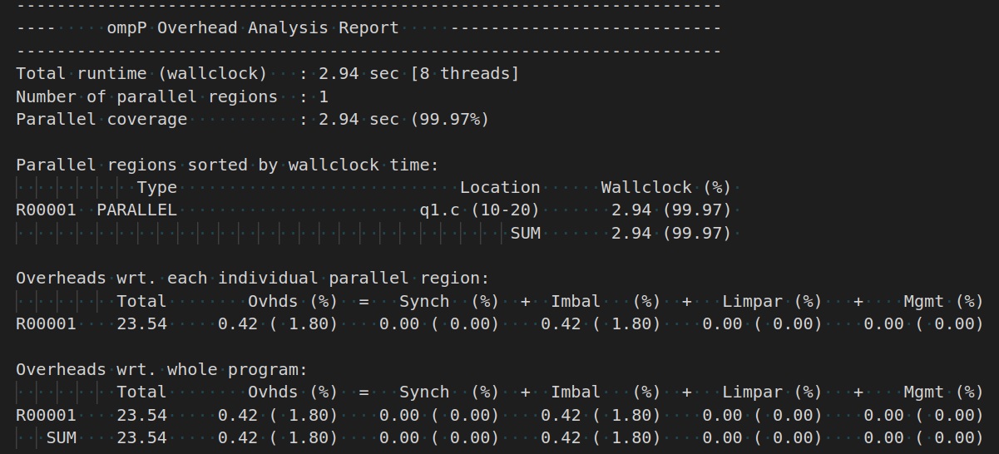 ----------------------------------------------------------------------
----     ompP Overhead Analysis Report     ---------------------------
----------------------------------------------------------------------
Total runtime (wallclock)   : 2.94 sec [8 threads]
Number of parallel regions  : 1
Parallel coverage           : 2.94 sec (99.97%)

Parallel regions sorted by wallclock time:
            Type                            Location      Wallclock (%)
R00001  PARALLEL                        q1.c (10-20)       2.94 (99.97)
                                                 SUM       2.94 (99.97)

Overheads wrt. each individual parallel region:
          Total        Ovhds (%)  =   Synch  (%)  +  Imbal   (%)  +   Limpar (%)   +    Mgmt (%)
R00001    23.54     0.42 ( 1.80)    0.00 ( 0.00)    0.42 ( 1.80)    0.00 ( 0.00)    0.00 ( 0.00)

Overheads wrt. whole program:
          Total        Ovhds (%)  =   Synch  (%)  +  Imbal   (%)  +   Limpar (%)   +    Mgmt (%)
R00001    23.54     0.42 ( 1.80)    0.00 ( 0.00)    0.42 ( 1.80)    0.00 ( 0.00)    0.00 ( 0.00)
   SUM    23.54     0.42 ( 1.80)    0.00 ( 0.00)    0.42 ( 1.80)    0.00 ( 0.00)    0.00 ( 0.00)